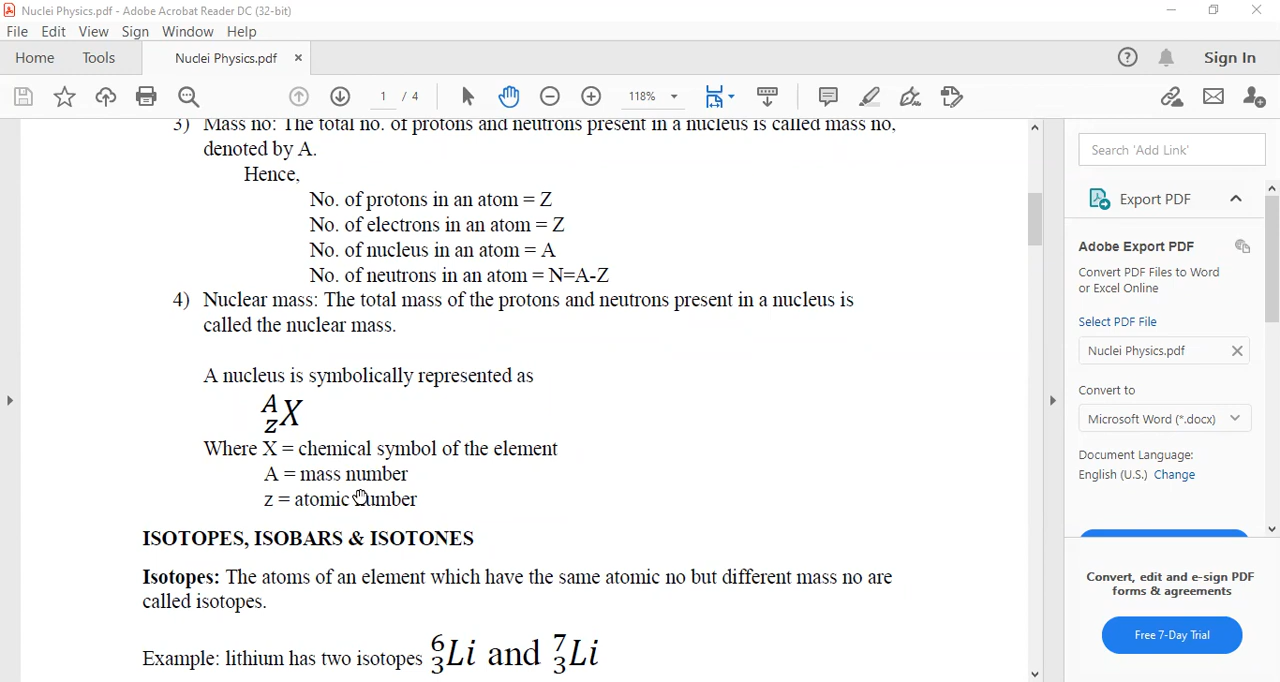 Nuclei Physics.pdf - Adobe Acrobat Reader DC (32-bit)
File Edit View Sign Window Help
Home Tools Nuclei Physics.pdf × Sign In
1 / 4 118%
3) Mass no: The total no. of protons and neutrons present in a nucleus is called mass no,
denoted by A.
Hence,
No. of protons in an atom = Z
No. of electrons in an atom = Z
No. of nucleus in an atom = A
No. of neutrons in an atom = N=A-Z
4) Nuclear mass: The total mass of the protons and neutrons present in a nucleus is
called the nuclear mass.
A nucleus is symbolically represented as
ᴬ_z X
Where X = chemical symbol of the element
A = mass number
z = atomic number
ISOTOPES, ISOBARS & ISOTONES
Isotopes: The atoms of an element which have the same atomic no but different mass no are
called isotopes.
Example: lithium has two isotopes ⁶₃Li and ⁷₃Li
Search 'Add Link'
Export PDF
Adobe Export PDF
Convert PDF Files to Word
or Excel Online
Select PDF File
Nuclei Physics.pdf
Convert to
Microsoft Word (*.docx)
Document Language:
English (U.S.) Change
Convert, edit and e-sign PDF
forms & agreements
Free 7-Day Trial